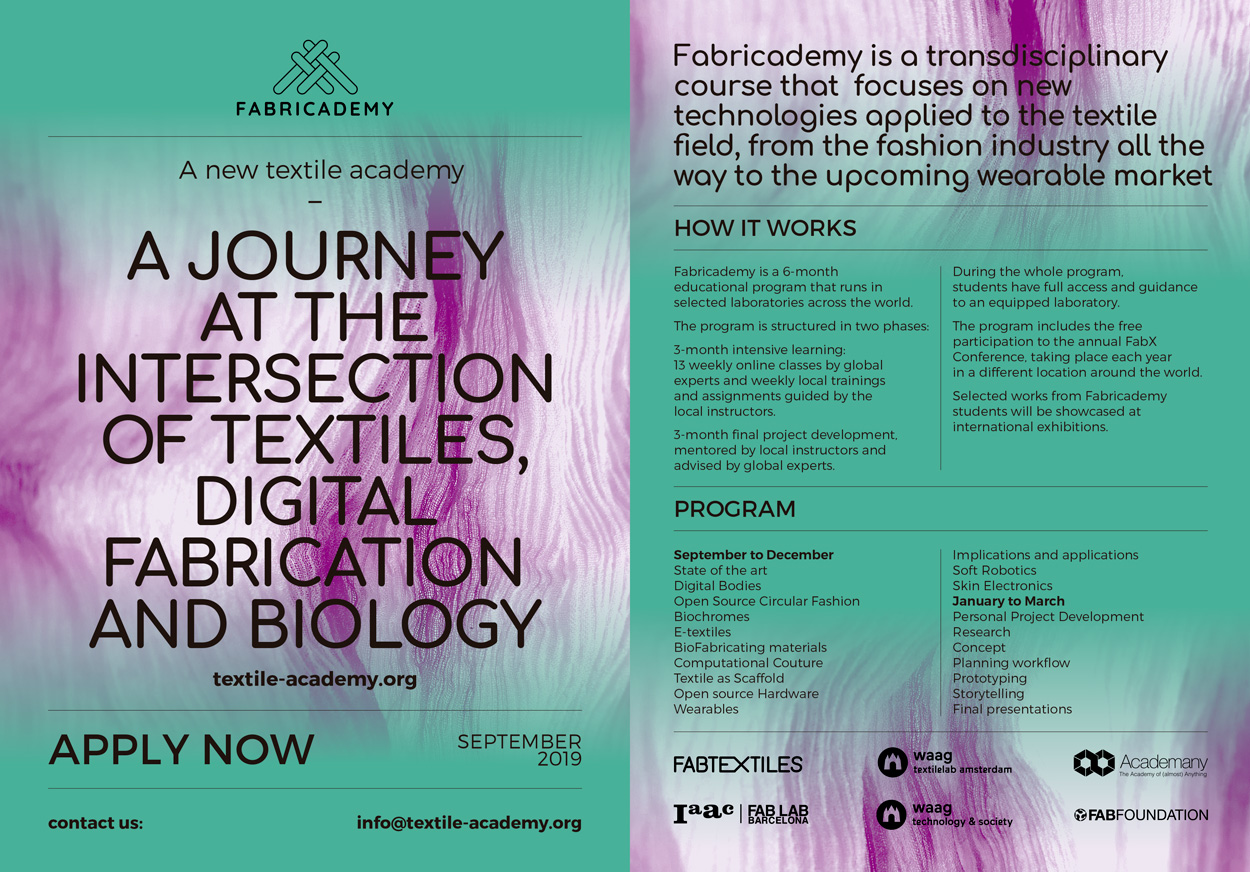 FABRICADEMY
A new textile academy
–
A JOURNEY
AT THE
INTERSECTION
OF TEXTILES,
DIGITAL
FABRICATION
AND BIOLOGY
textile-academy.org
APPLY NOW
SEPTEMBER
2019
contact us:
info@textile-academy.org
Fabricademy is a transdisciplinary
course that  focuses on new
technologies applied to the textile
field, from the fashion industry all the
way to the upcoming wearable market
HOW IT WORKS
Fabricademy is a 6-month
educational program that runs in
selected laboratories across the world.
The program is structured in two phases:
3-month intensive learning:
13 weekly online classes by global
experts and weekly local trainings
and assignments guided by the
local instructors.
3-month final project development,
mentored by local instructors and
advised by global experts.
During the whole program,
students have full access and guidance
to an equipped laboratory.
The program includes the free
participation to the annual FabX
Conference, taking place each year
in a different location around the world.
Selected works from Fabricademy
students will be showcased at
international exhibitions.
PROGRAM
September to December
State of the art
Digital Bodies
Open Source Circular Fashion
Biochromes
E-textiles
BioFabricating materials
Computational Couture
Textile as Scaffold
Open source Hardware
Wearables
Implications and applications
Soft Robotics
Skin Electronics
January to March
Personal Project Development
Research
Concept
Planning workflow
Prototyping
Storytelling
Final presentations
FABTEXTILES
waag
textilelab amsterdam
Academany
The Academy of (almost) Anything
Iaac
FAB LAB
BARCELONA
waag
technology & society
FABFOUNDATION